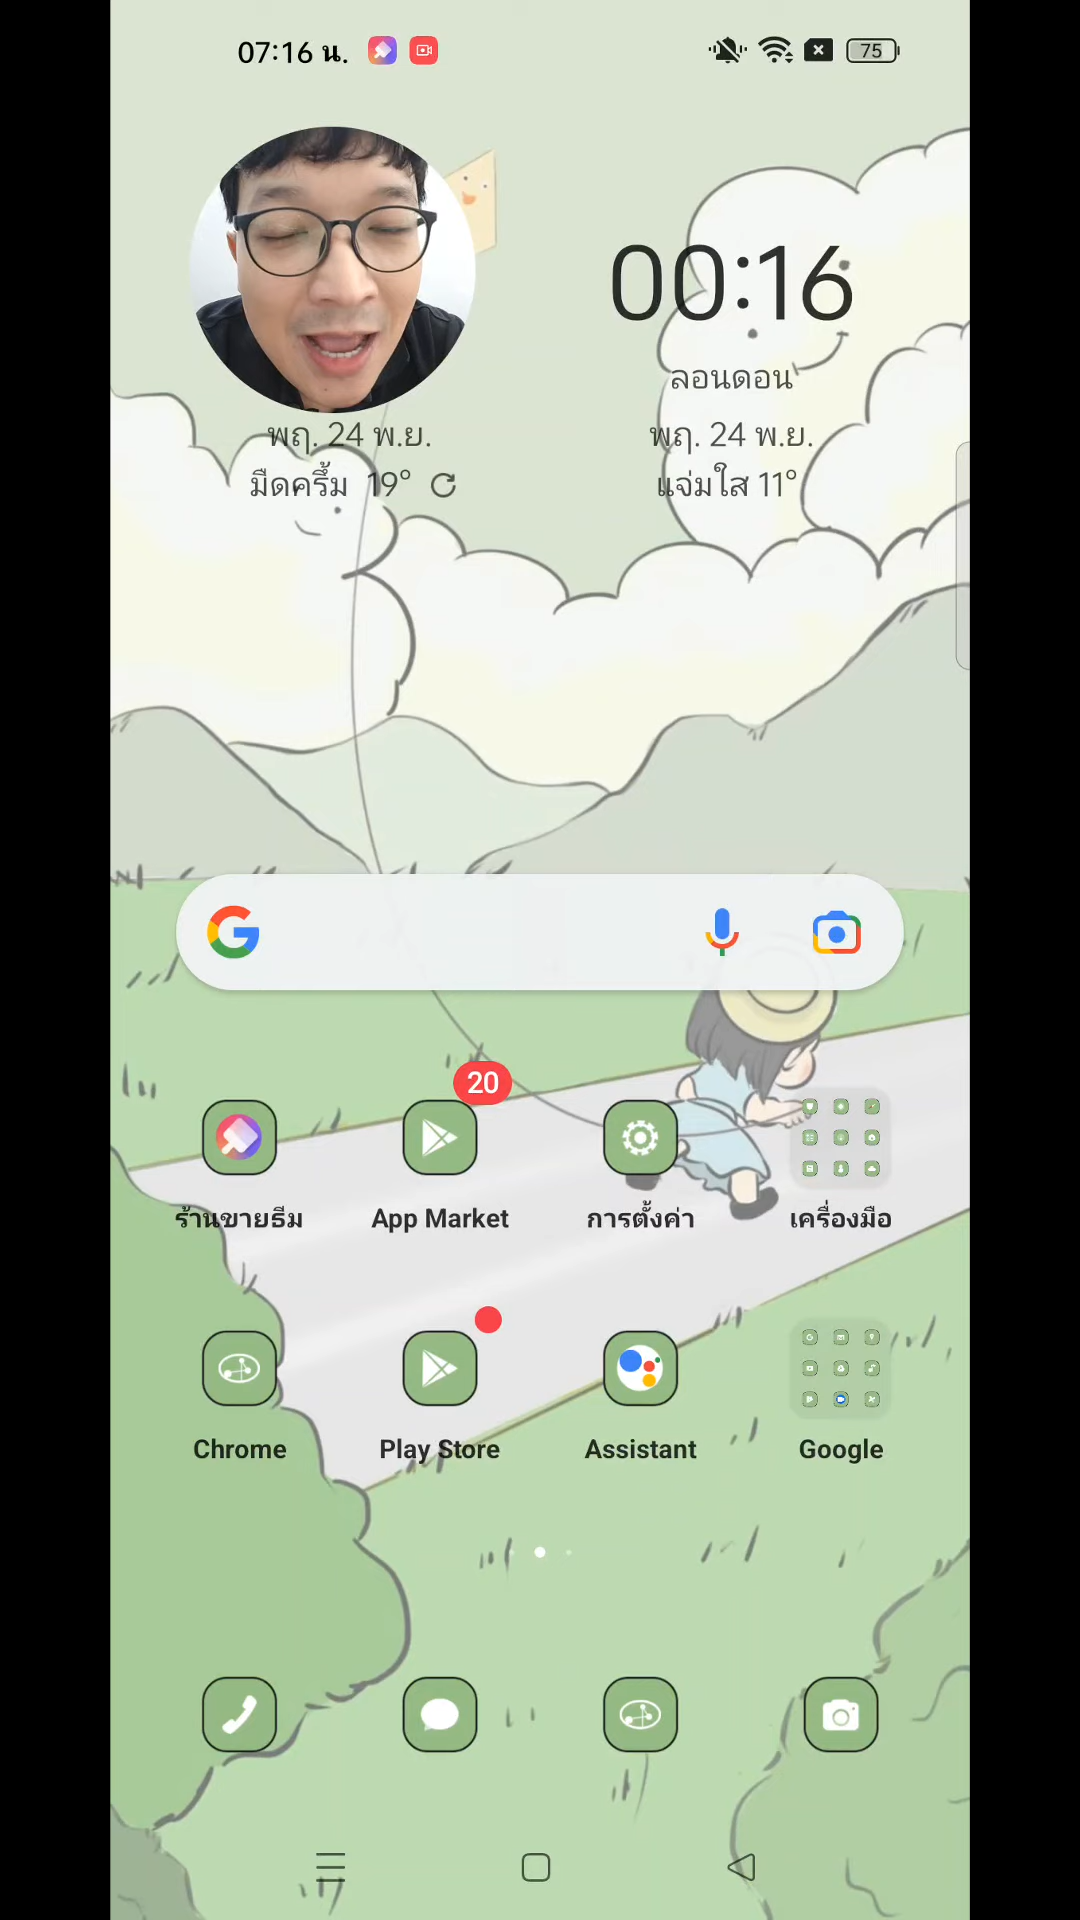 07:16 น.
75
00:16
ลอนดอน
พฤ. 24 พ.ย.
พฤ. 24 พ.ย.
มืดครึ้ม 19°
แจ่มใส 11°
20
ร้านขายธีม
App Market
การตั้งค่า
เครื่องมือ
Chrome
Play Store
Assistant
Google